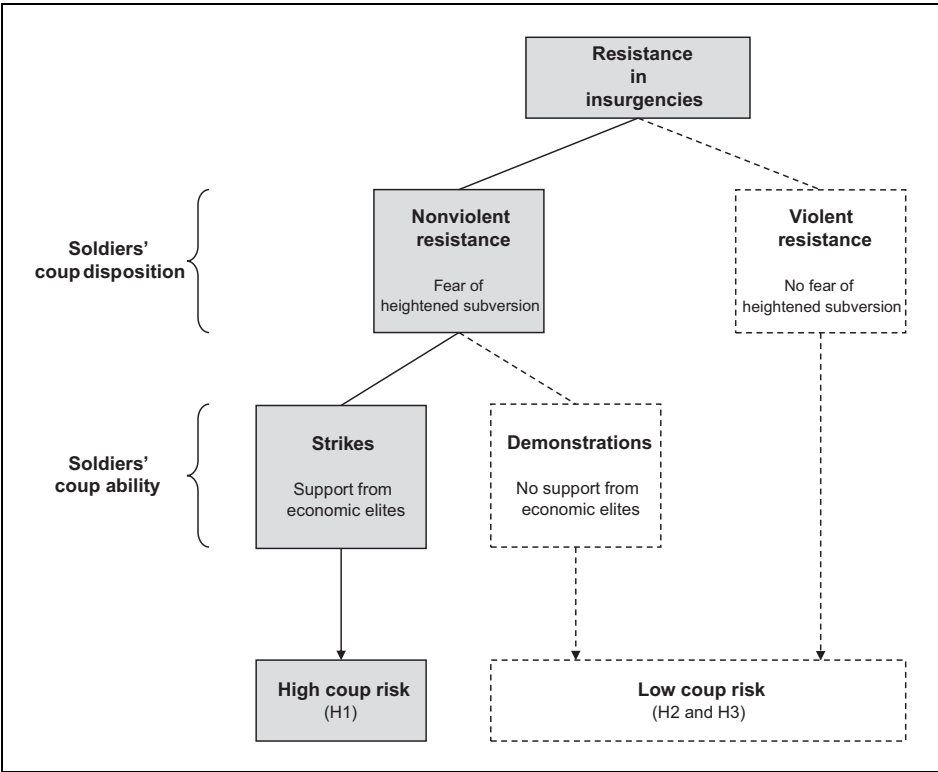 Resistance
in
insurgencies
Soldiers'
coup disposition
Nonviolent
resistance
Fear of
heightened subversion
Violent
resistance
No fear of
heightened subversion
Soldiers'
coup ability
Strikes
Support from
economic elites
Demonstrations
No support from
economic elites
High coup risk
(H1)
Low coup risk
(H2 and H3)